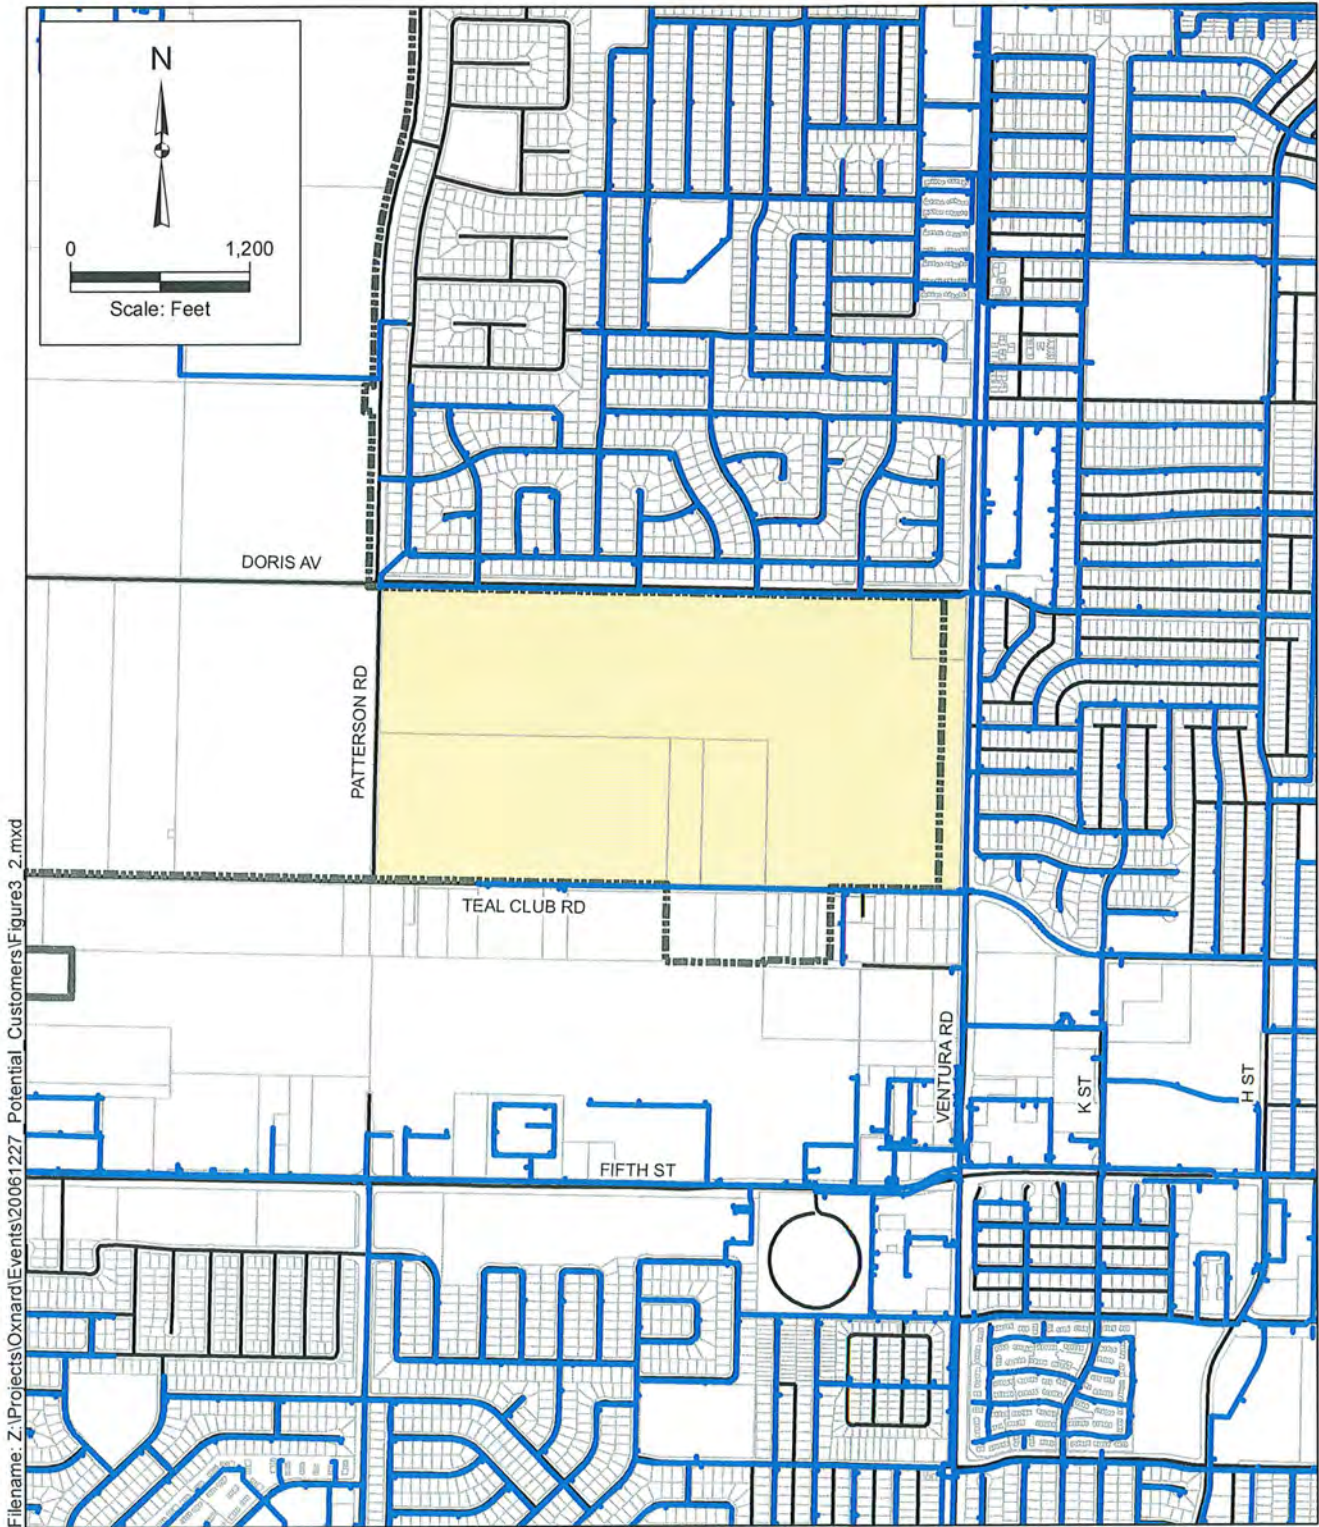 N
0 1,200
Scale: Feet
DORIS AV
PATTERSON RD
TEAL CLUB RD
VENTURA RD
K ST
H ST
FIFTH ST
Filename: Z:\Projects\Oxnard\Events\20061227_Potential_Customers\Figure3_2.mxd